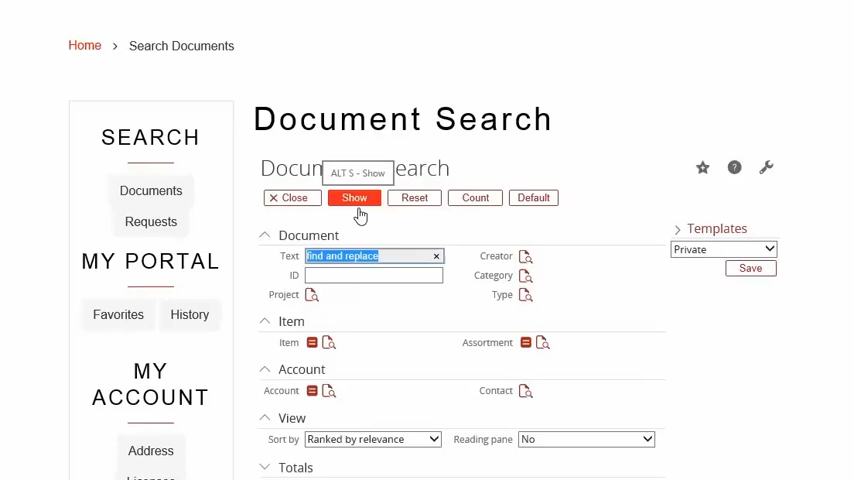 Home > Search Documents
SEARCH
Documents
Requests
MY PORTAL
Favorites History
MY
ACCOUNT
Address
Document Search
Docum earch
ALT S - Show
× Close Show Reset Count Default
Document
Text find and replace ×
ID
Project
Creator
Category
Type
Item
Item Assortment
Account
Account Contact
View
Sort by Ranked by relevance Reading pane No
Totals
Templates
Private
Save